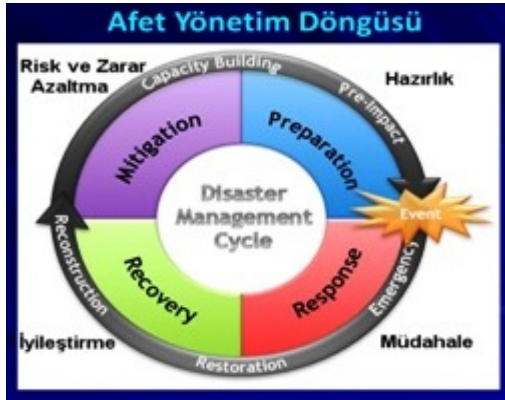 Afet Yönetim Döngüsü
Risk ve Zarar
Azaltma
Capacity Building
Hazırlık
Pre-Impact
Mitigation
Preparation
Disaster
Management
Cycle
Event
Reconstruction
Recovery
Response
Emergency
İyileştirme
Restoration
Müdahale